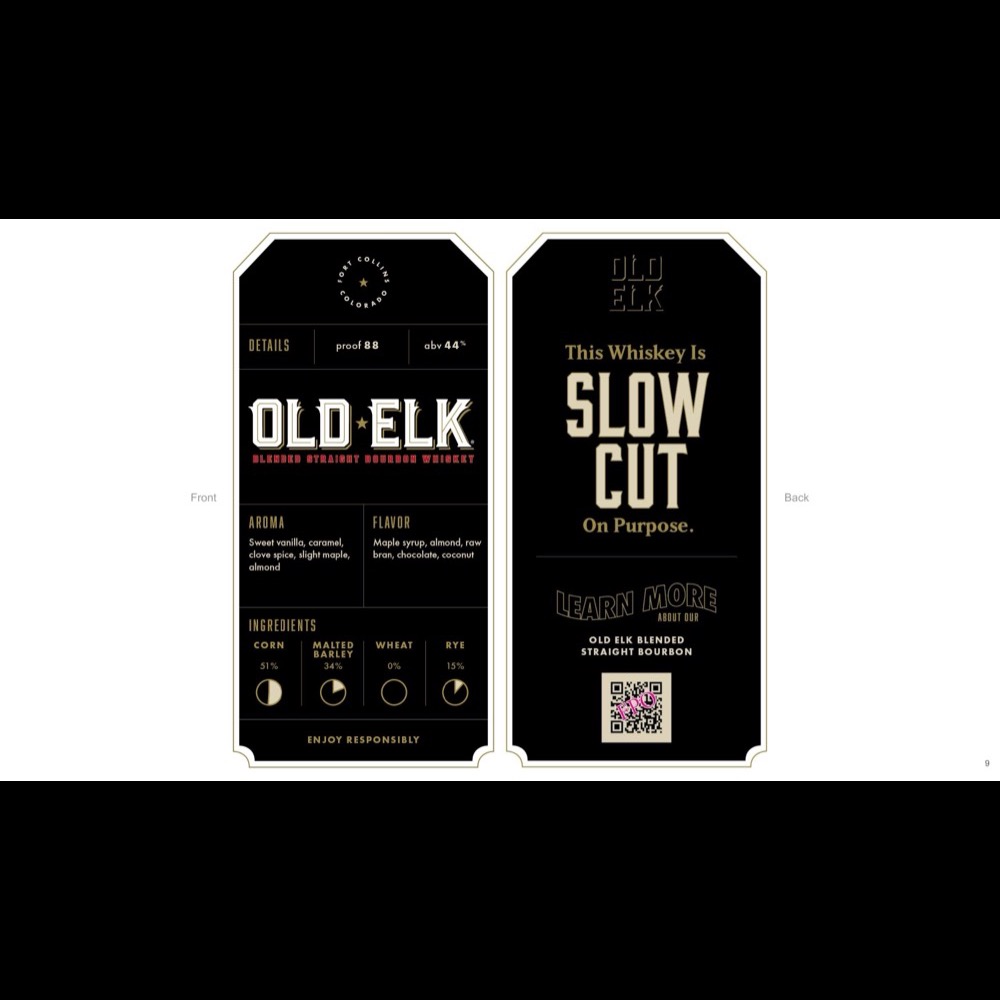 FORT COLLINS
COLORADO
DETAILS
proof 88
abv 44%
OLD ELK
BLENDED STRAIGHT BOURBON WHISKEY
AROMA
Sweet vanilla, caramel,
clove spice, slight maple,
almond
FLAVOR
Maple syrup, almond, raw
bran, chocolate, coconut
INGREDIENTS
CORN
51%
MALTED
BARLEY
34%
WHEAT
0%
RYE
15%
ENJOY RESPONSIBLY
Front
OLD
ELK
This Whiskey Is
SLOW
CUT
On Purpose.
LEARN MORE
ABOUT OUR
OLD ELK BLENDED
STRAIGHT BOURBON
FPO
Back
9